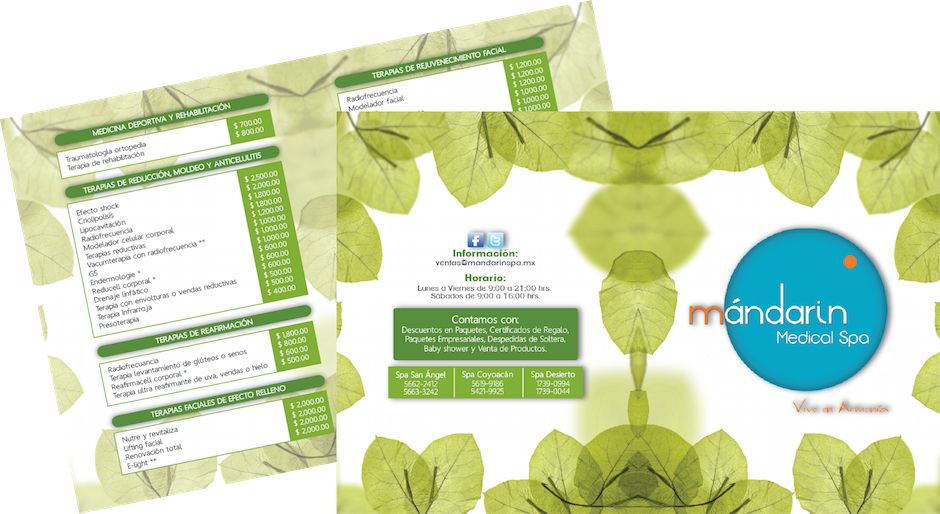 TERAPIAS DE REJUVENECIMIENTO FACIAL
Radiofrecuencia $ 1,200.00
Modelador facial $ 1,200.00
$ 1,200.00
$ 1,000.00
$ 1,000.00
$ 1,000.00
MEDICINA DEPORTIVA Y REHABILITACIÓN
Traumatología ortopedia $ 700.00
Terapia de rehabilitación $ 800.00
TERAPIAS DE REDUCCIÓN, MOLDEO Y ANTICELULITIS
Efecto shock $ 2,500.00
Criolipolisis $ 2,000.00
Lipocavitación $ 1,800.00
Radiofrecuencia $ 1,800.00
Modelador celular corporal $ 1,200.00
Terapias reductivas $ 1,000.00
Vacumterapia con radiofrecuencia ** $ 1,000.00
G5 $ 600.00
Endermologie * $ 600.00
Reducell corporal * $ 600.00
Drenaje linfático $ 500.00
Terapia con envolturas o vendas reductivas $ 500.00
Terapia Infrarroja $ 400.00
Presoterapia
TERAPIAS DE REAFIRMACIÓN
Radiofrecuancia $ 1,800.00
Terapia levantamiento de glúteos o senos $ 800.00
Reafirmacell corporal * $ 600.00
Terapia ultra reafirmante de uva, vendas o hielo $ 500.00
TERAPIAS FACIALES DE EFECTO RELLENO
Nutre y revitaliza $ 2,000.00
Lifting facial $ 2,000.00
Renovación total $ 2,000.00
E-light ** $ 2,000.00
Información:
ventas@mandarinspa.mx
Horario:
Lunes a Viernes de 9:00 a 21:00 hrs.
Sábados de 9:00 a 16:00 hrs.
Contamos con:
Descuentos en Paquetes, Certificados de Regalo,
Paquetes Empresariales, Despedidas de Soltera,
Baby shower y Venta de Productos.
Spa San Ángel Spa Coyoacán Spa Desierto
5662-2412 5619-9186 1739-0994
5663-3242 5421-9925 1739-0044
mándarin
Medical Spa
Vive en Armonía